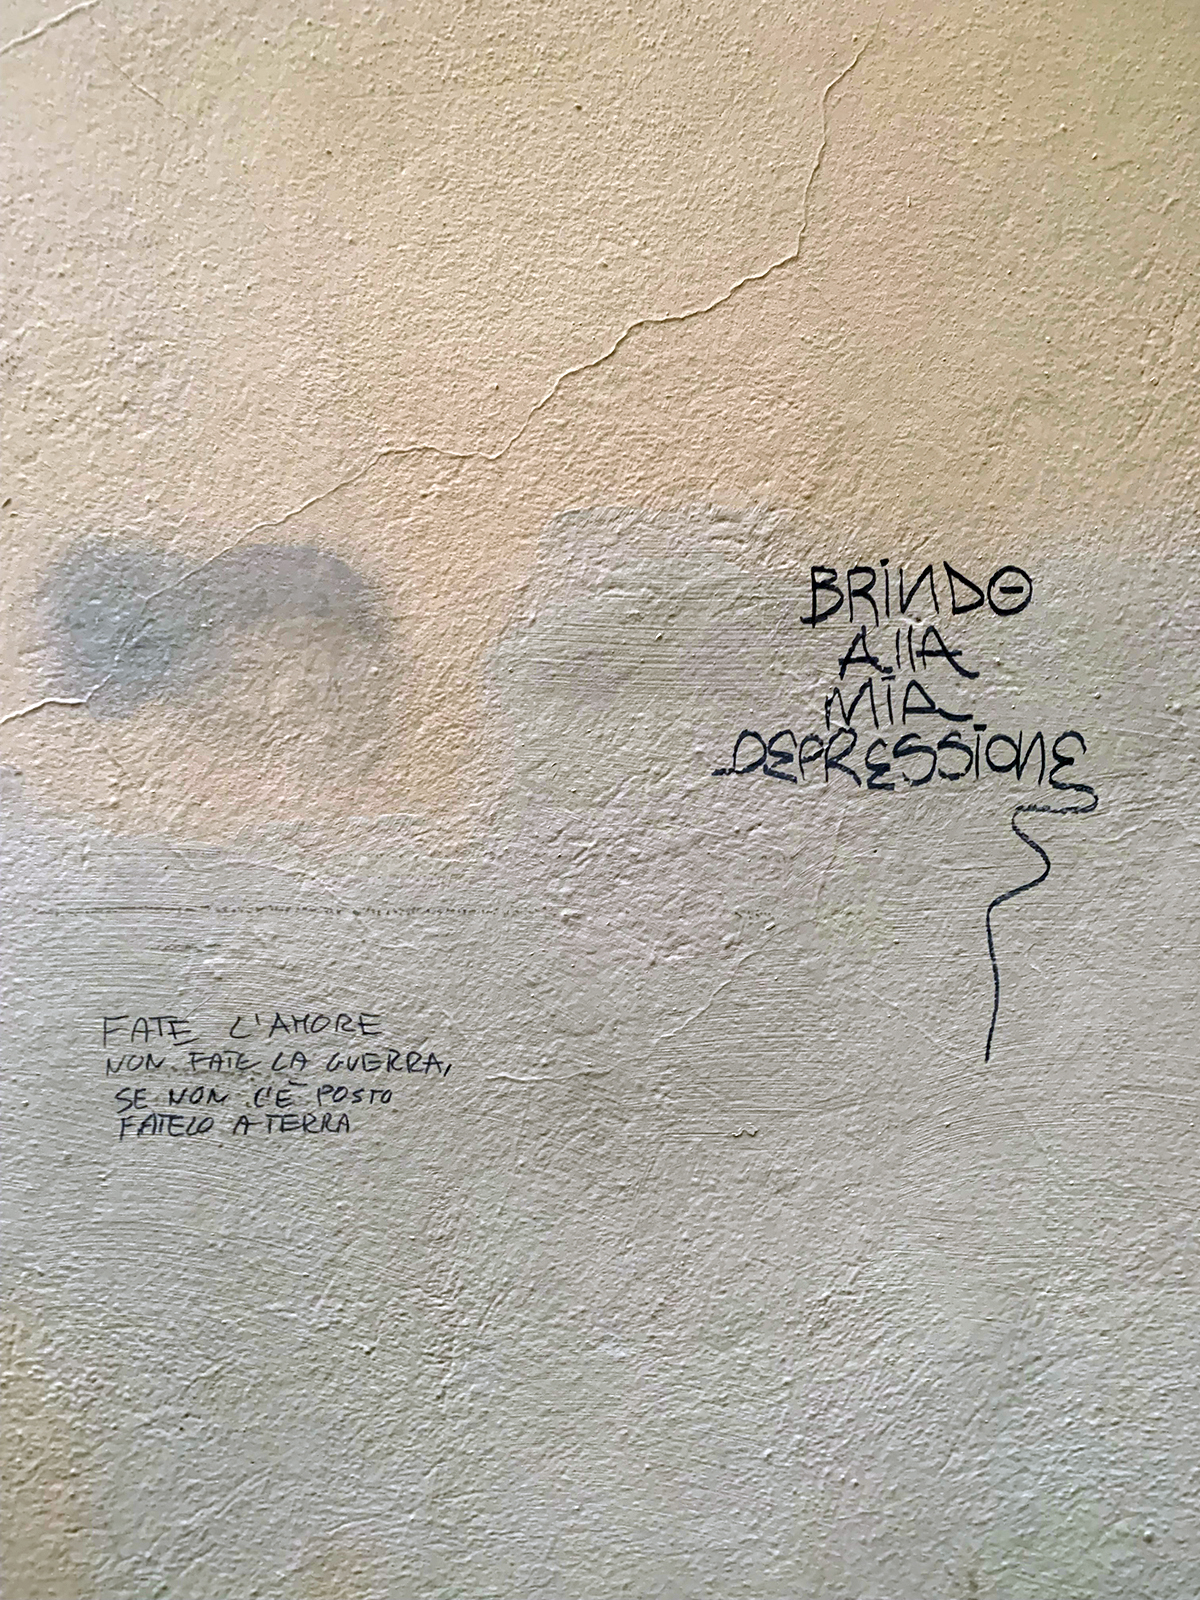 BRINDO
AllA
MIA
DEPRESSIONE
FATE L'AMORE
NON FATE LA GUERRA,
SE NON C'È POSTO
FATELO A TERRA